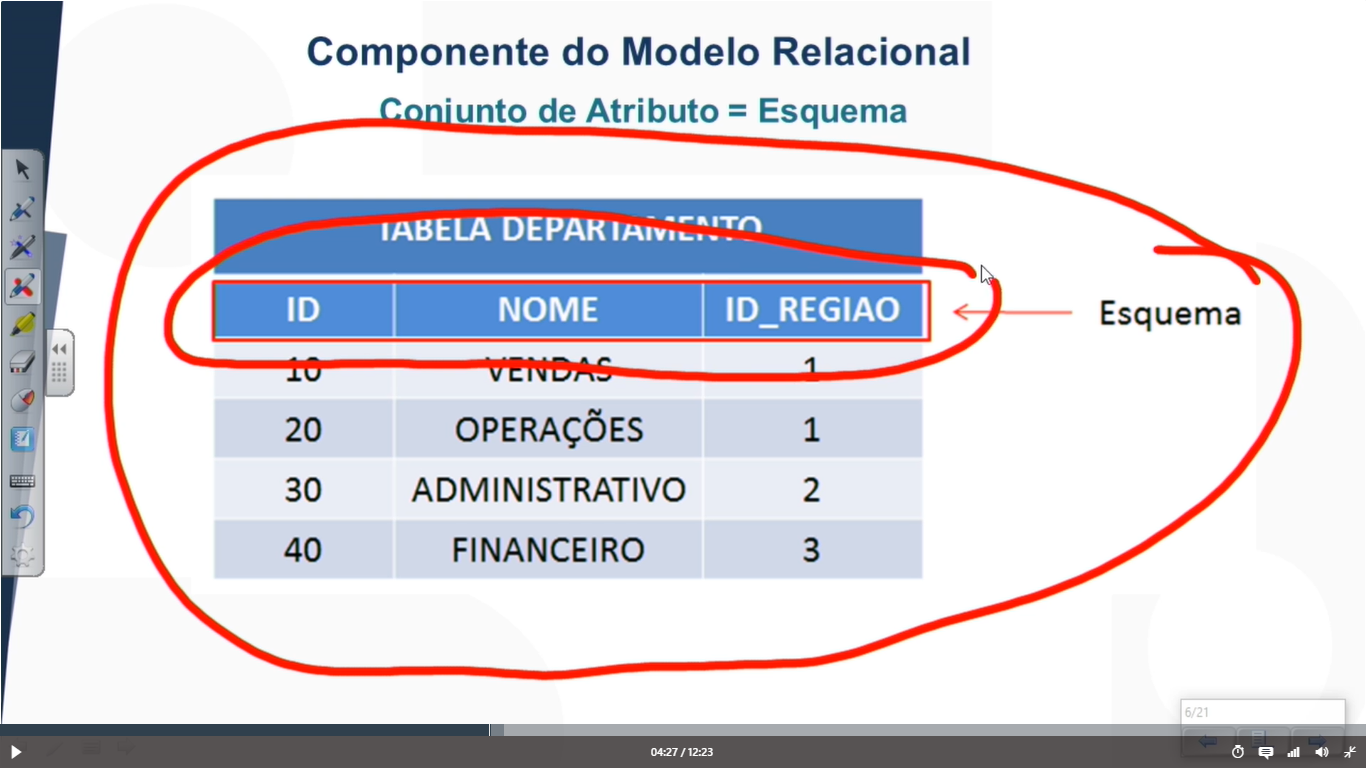 Componente do Modelo Relacional
Conjunto de Atributo = Esquema
TABELA DEPARTAMENTO
ID NOME ID_REGIAO
Esquema
10 VENDAS 1
20 OPERAÇÕES 1
30 ADMINISTRATIVO 2
40 FINANCEIRO 3
6/21
04:27 / 12:23